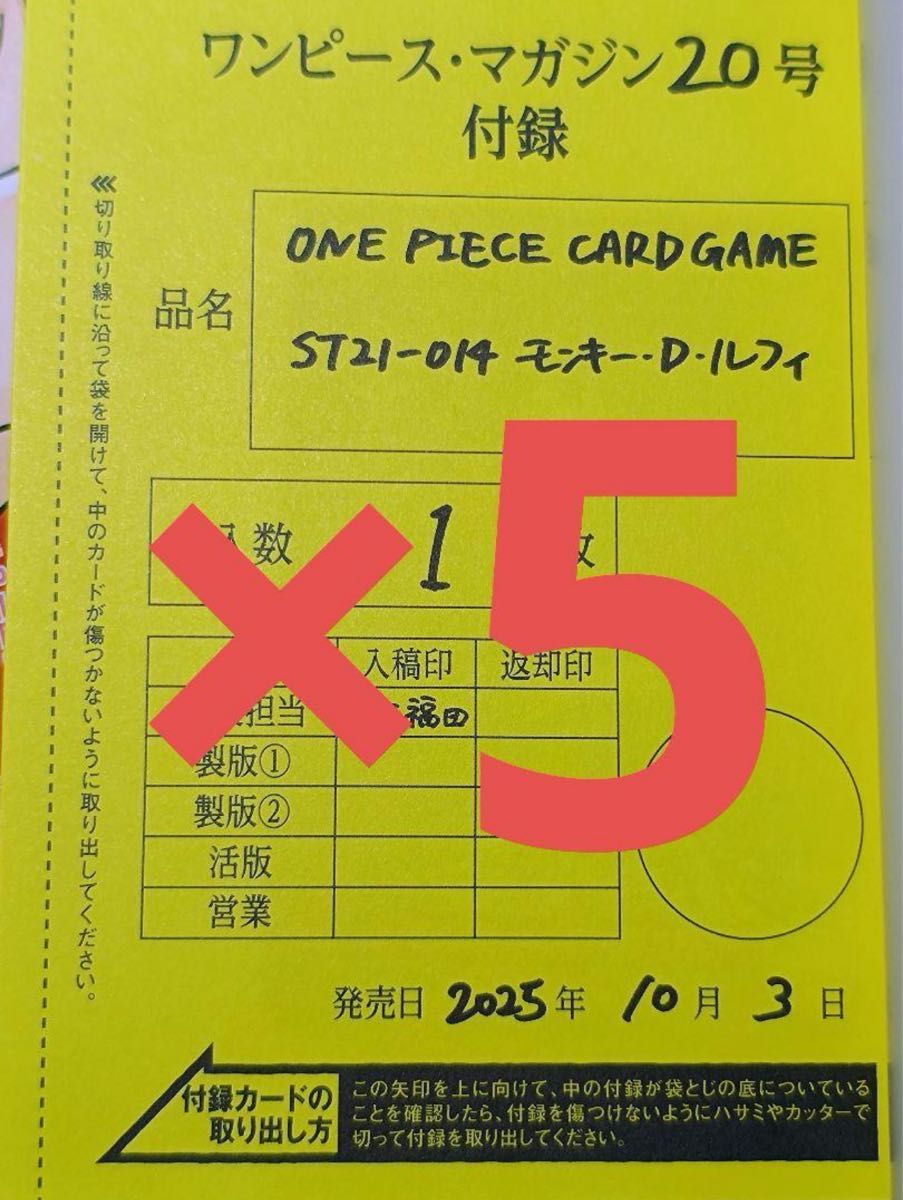 ワンピース・マガジン20号
付録
《切り取り線に沿って袋を開けて、中のカードが傷つかないように取り出してください。
品名
ONE PIECE CARD GAME
ST21-014 モンキー・D・ルフィ
数 1
×5
入稿印 返却印
担当 福田
製版①
製版②
活版
営業
発売日 2025年 10月 3日
付録カードの
取り出し方
この矢印を上に向けて、中の付録が袋とじの底についている
ことを確認したら、付録を傷つけないようにハサミやカッターで
切って付録を取り出してください。